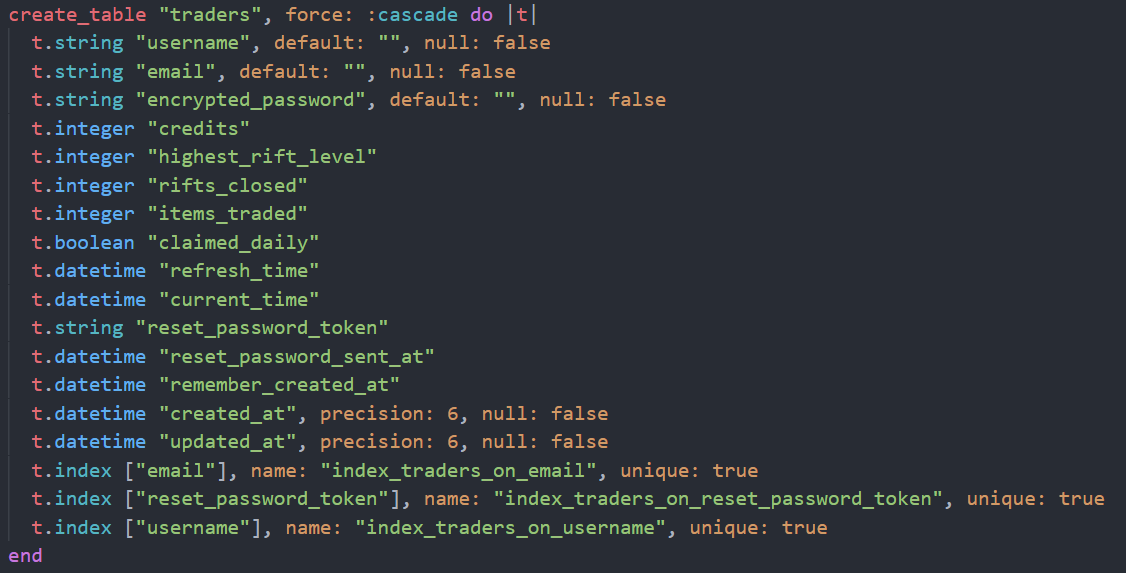 create_table "traders", force: :cascade do |t|
  t.string "username", default: "", null: false
  t.string "email", default: "", null: false
  t.string "encrypted_password", default: "", null: false
  t.integer "credits"
  t.integer "highest_rift_level"
  t.integer "rifts_closed"
  t.integer "items_traded"
  t.boolean "claimed_daily"
  t.datetime "refresh_time"
  t.datetime "current_time"
  t.string "reset_password_token"
  t.datetime "reset_password_sent_at"
  t.datetime "remember_created_at"
  t.datetime "created_at", precision: 6, null: false
  t.datetime "updated_at", precision: 6, null: false
  t.index ["email"], name: "index_traders_on_email", unique: true
  t.index ["reset_password_token"], name: "index_traders_on_reset_password_token", unique: true
  t.index ["username"], name: "index_traders_on_username", unique: true
end